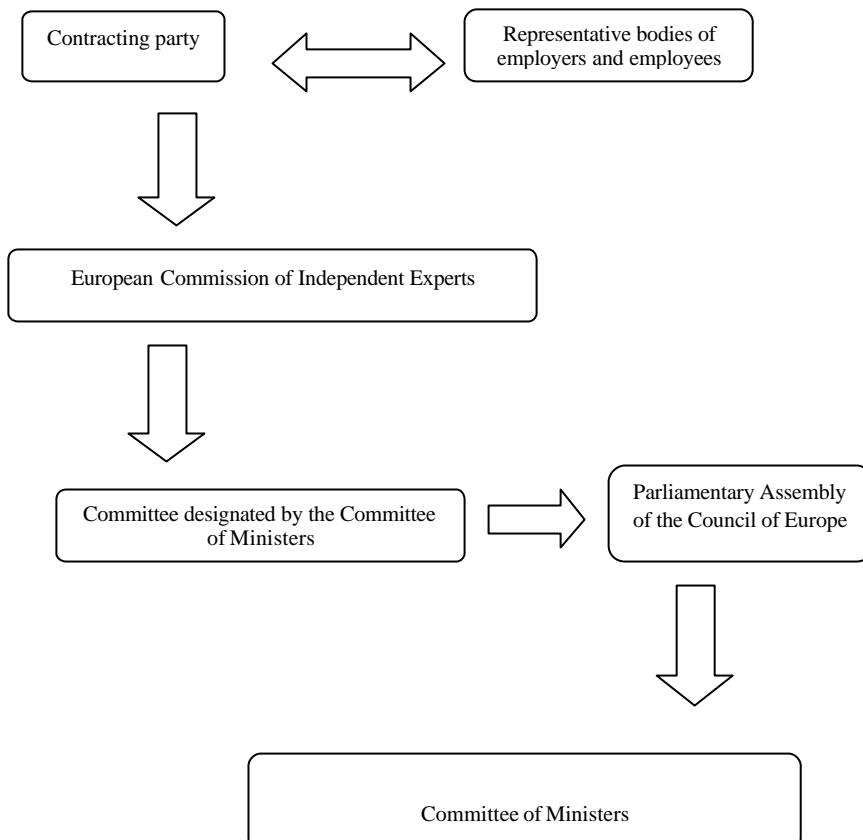 Contracting party
Representative bodies of
employers and employees
European Commission of Independent Experts
Committee designated by the Committee
of Ministers
Parliamentary Assembly
of the Council of Europe
Committee of Ministers